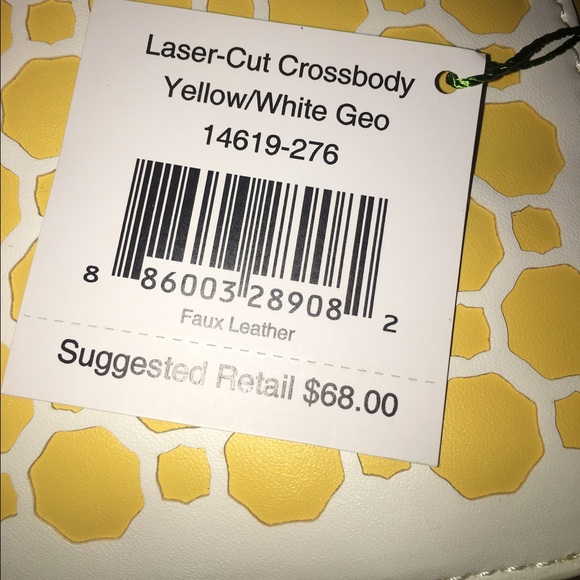 Laser-Cut Crossbody
Yellow/White Geo
14619-276
8 86003 28908 2
Faux Leather
Suggested Retail $68.00